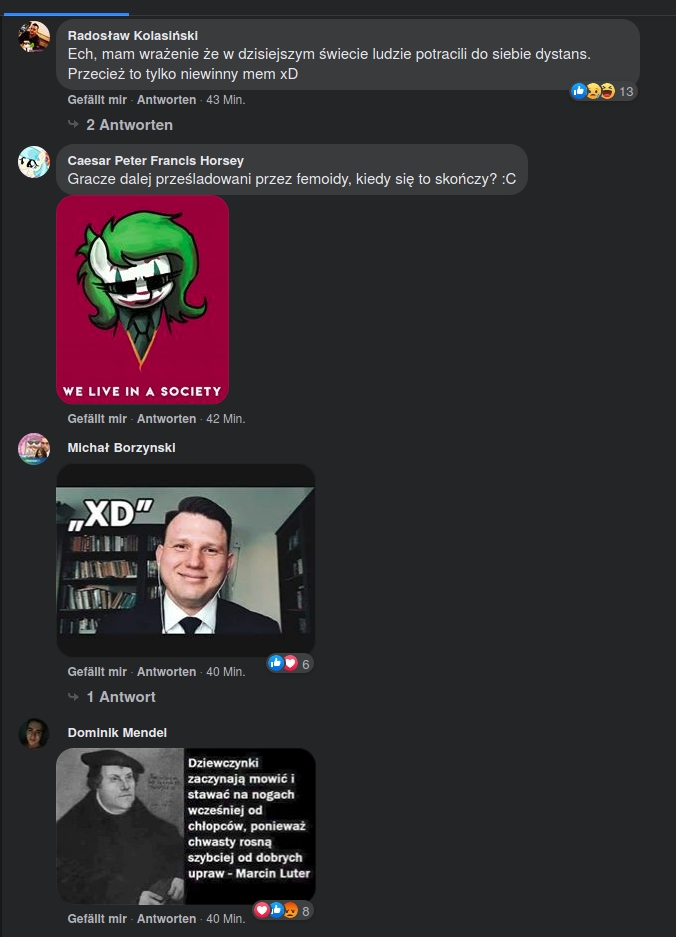 Radosław Kolasiński
Ech, mam wrażenie że w dzisiejszym świecie ludzie potracili do siebie dystans.
Przecież to tylko niewinny mem xD
13
Gefällt mir · Antworten · 43 Min.
2 Antworten
Caesar Peter Francis Horsey
Gracze dalej prześladowani przez femoidy, kiedy się to skończy? :C
WE LIVE IN A SOCIETY
Gefällt mir · Antworten · 42 Min.
Michał Borzynski
„XD”
6
Gefällt mir · Antworten · 40 Min.
1 Antwort
Dominik Mendel
Dziewczynki
zaczynają mowić i
stawać na nogach
wcześniej od
chłopców, ponieważ
chwasty rosną
szybciej od dobrych
upraw - Marcin Luter
8
Gefällt mir · Antworten · 40 Min.